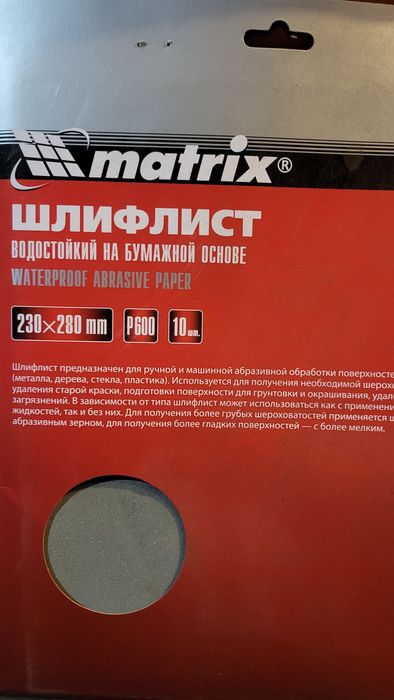 matrix®
ШЛИФЛИСТ
ВОДОСТОЙКИЙ НА БУМАЖНОЙ ОСНОВЕ
WATERPROOF ABRASIVE PAPER
230×280 mm P600 10 шт.
Шлифлист предназначен для ручной и машинной абразивной обработки поверхносте
(металла, дерева, стекла, пластика). Используется для получения необходимой шерохо
удаления старой краски, подготовки поверхности для грунтовки и окрашивания, удал
загрязнений. В зависимости от типа шлифлист может использоваться как с применени
жидкостей, так и без них. Для получения более грубых шероховатостей применяется ш
абразивным зерном, для получения более гладких поверхностей — с более мелким.